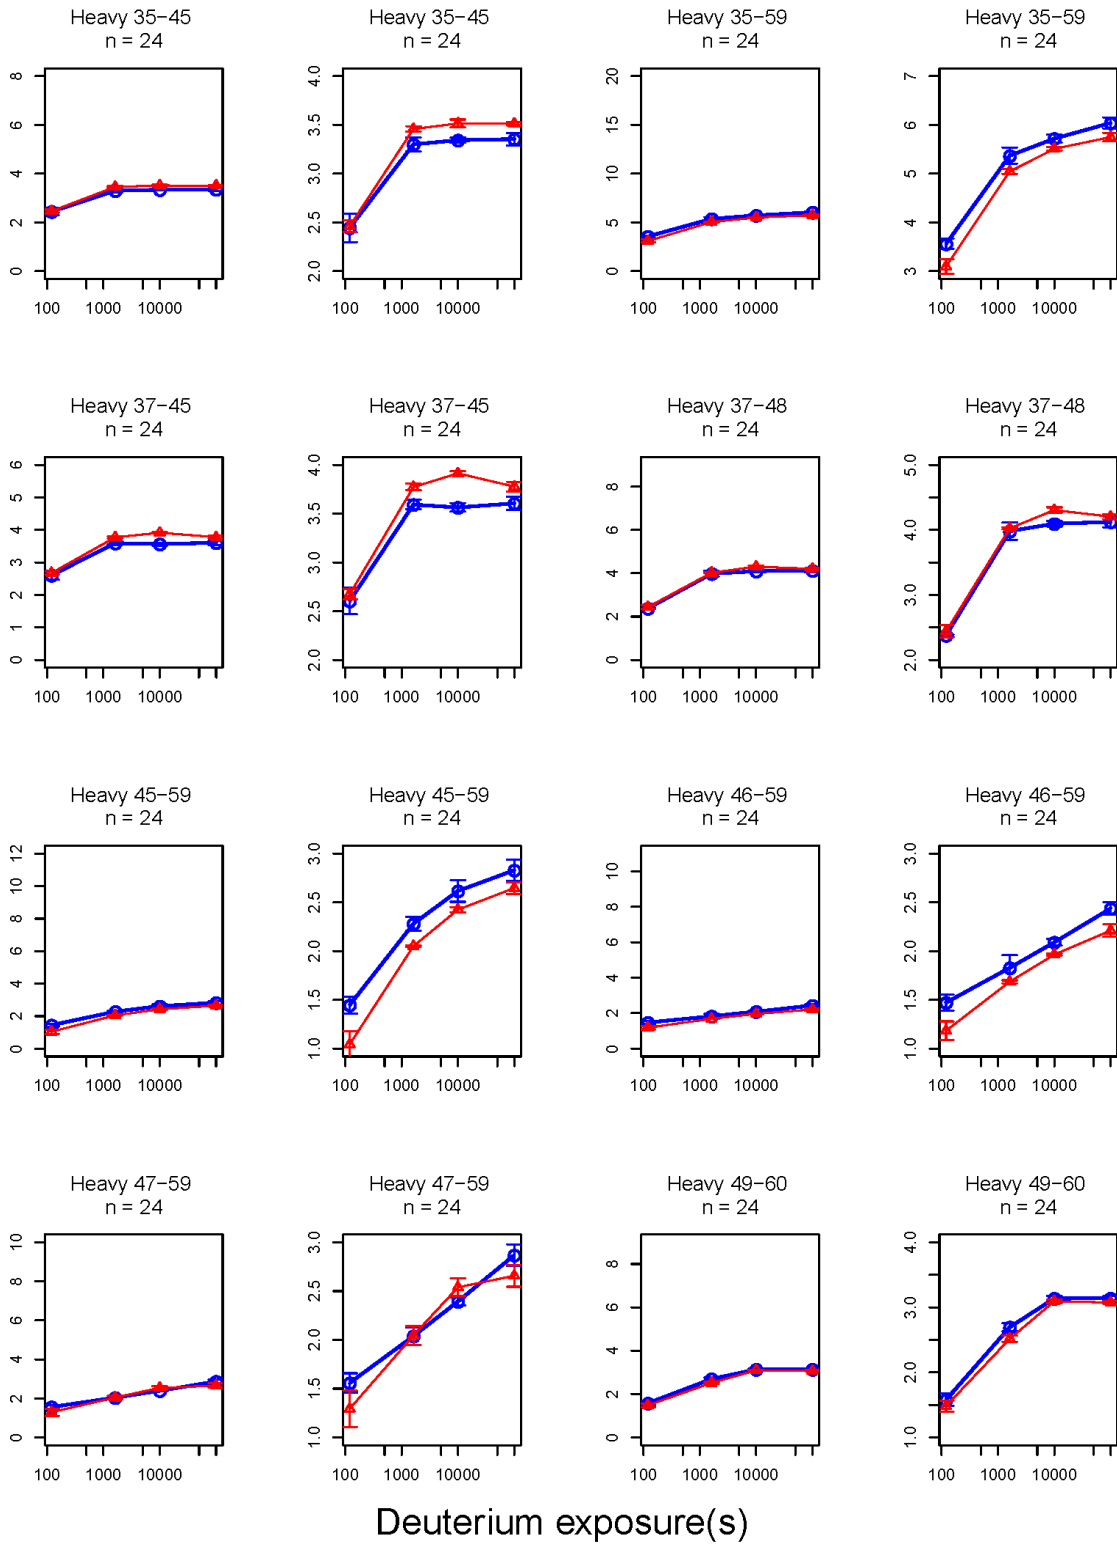 Heavy 35−45
n = 24
Heavy 35−45
n = 24
Heavy 35−59
n = 24
Heavy 35−59
n = 24
0 2 4 6 8
100 1000 10000
2.0 2.5 3.0 3.5 4.0
100 1000 10000
0 5 10 15 20
100 1000 10000
3 4 5 6 7
100 1000 10000
Heavy 37−45
n = 24
Heavy 37−45
n = 24
Heavy 37−48
n = 24
Heavy 37−48
n = 24
0 1 2 3 4 5 6
100 1000 10000
2.0 2.5 3.0 3.5 4.0
100 1000 10000
0 2 4 6 8
100 1000 10000
2.0 3.0 4.0 5.0
100 1000 10000
Heavy 45−59
n = 24
Heavy 45−59
n = 24
Heavy 46−59
n = 24
Heavy 46−59
n = 24
0 2 4 6 8 10 12
100 1000 10000
1.0 1.5 2.0 2.5 3.0
100 1000 10000
0 2 4 6 8 10
100 1000 10000
1.0 1.5 2.0 2.5 3.0
100 1000 10000
Heavy 47−59
n = 24
Heavy 47−59
n = 24
Heavy 49−60
n = 24
Heavy 49−60
n = 24
0 2 4 6 8 10
100 1000 10000
1.0 1.5 2.0 2.5 3.0
100 1000 10000
0 2 4 6 8
100 1000 10000
1.0 2.0 3.0 4.0
100 1000 10000
Deuterium exposure(s)